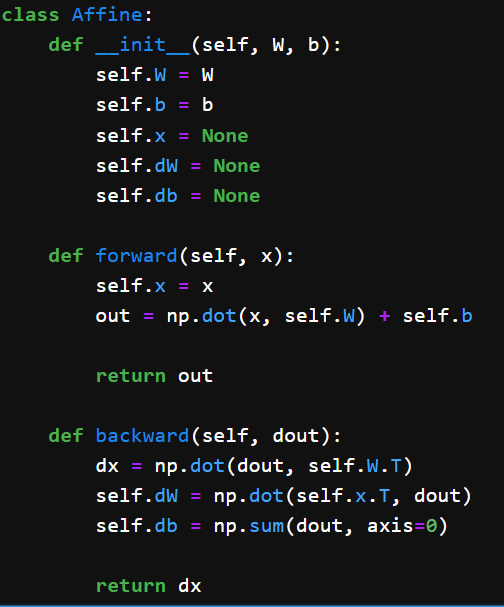 class Affine:
    def __init__(self, W, b):
        self.W = W
        self.b = b
        self.x = None
        self.dW = None
        self.db = None

    def forward(self, x):
        self.x = x
        out = np.dot(x, self.W) + self.b

        return out

    def backward(self, dout):
        dx = np.dot(dout, self.W.T)
        self.dW = np.dot(self.x.T, dout)
        self.db = np.sum(dout, axis=0)

        return dx